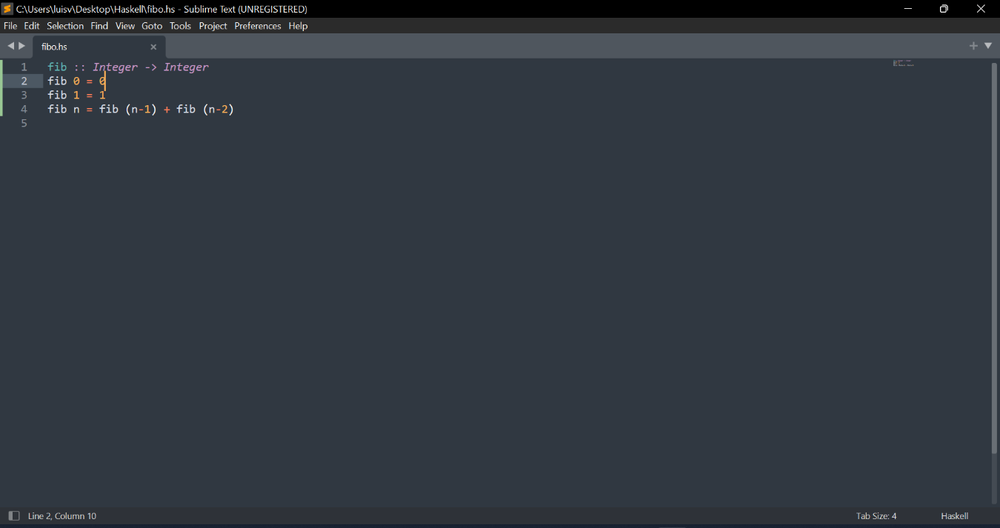 C:\Users\luisv\Desktop\Haskell\fibo.hs - Sublime Text (UNREGISTERED)
File Edit Selection Find View Goto Tools Project Preferences Help
fibo.hs
1 fib :: Integer -> Integer
2 fib 0 = 0
3 fib 1 = 1
4 fib n = fib (n-1) + fib (n-2)
5
Line 2, Column 10 Tab Size: 4 Haskell